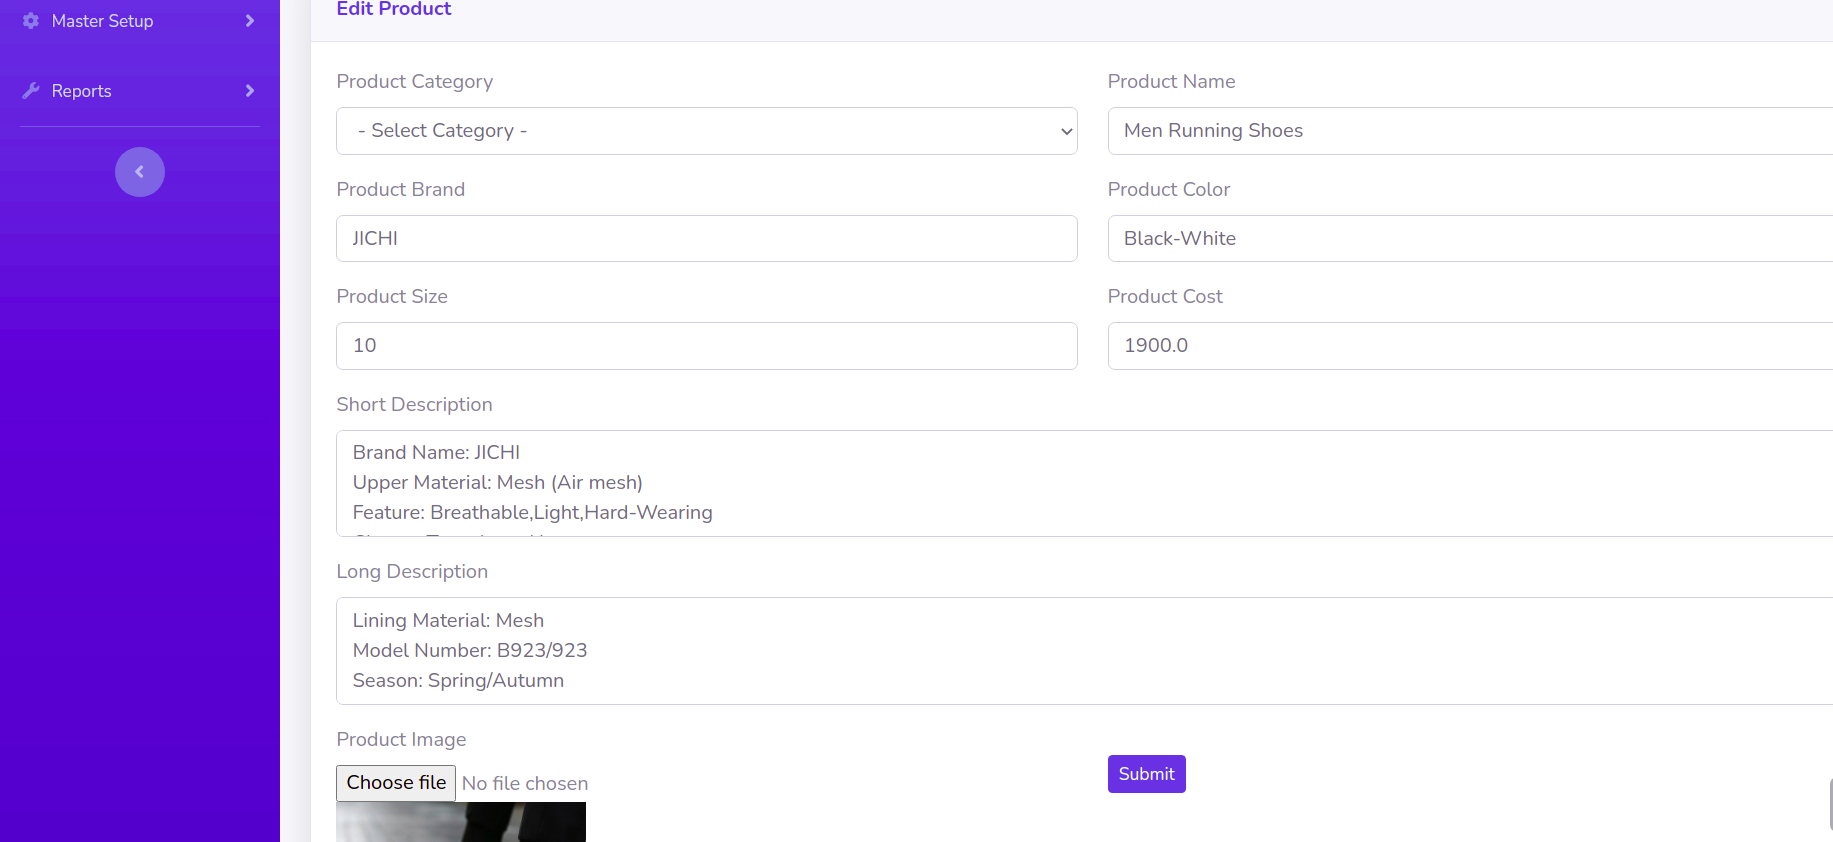 Master Setup
Reports
Edit Product
Product Category
Product Name
- Select Category -
Men Running Shoes
Product Brand
Product Color
JICHI
Black-White
Product Size
Product Cost
10
1900.0
Short Description
Brand Name: JICHI
Upper Material: Mesh (Air mesh)
Feature: Breathable,Light,Hard-Wearing
Long Description
Lining Material: Mesh
Model Number: B923/923
Season: Spring/Autumn
Product Image
Choose file No file chosen
Submit